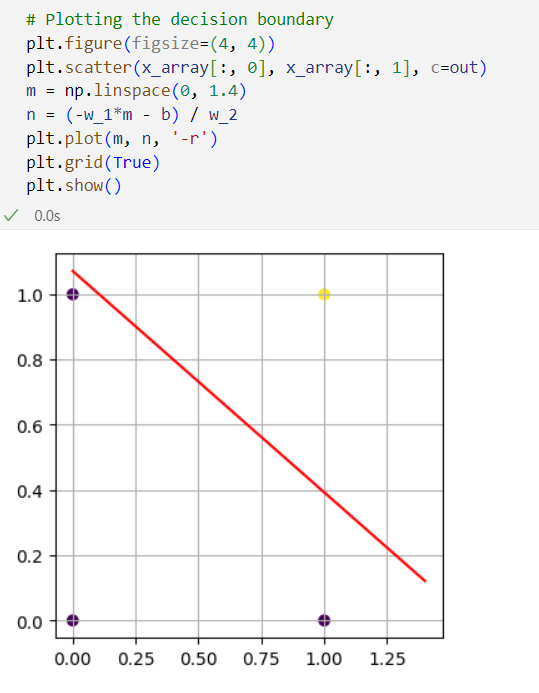 # Plotting the decision boundary
plt.figure(figsize=(4, 4))
plt.scatter(x_array[:, 0], x_array[:, 1], c=out)
m = np.linspace(0, 1.4)
n = (-w_1*m - b) / w_2
plt.plot(m, n, '-r')
plt.grid(True)
plt.show()
✓ 0.0s
1.0
0.8
0.6
0.4
0.2
0.0
0.00 0.25 0.50 0.75 1.00 1.25